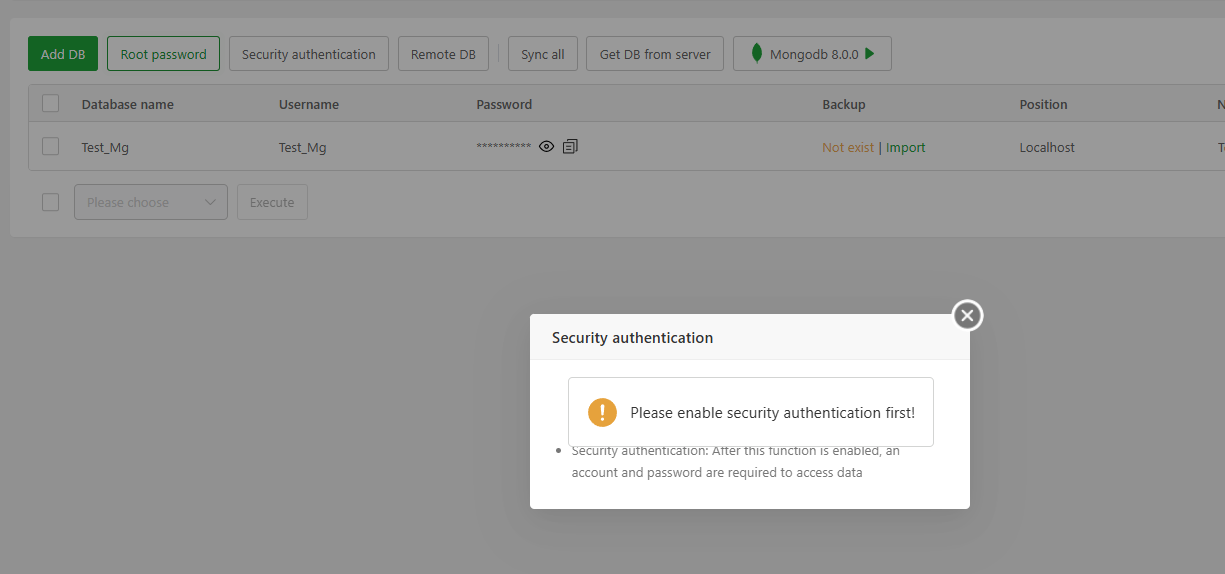 Add DB Root password Security authentication Remote DB Sync all Get DB from server Mongodb 8.0.0
Database name Username Password Backup Position
Test_Mg Test_Mg ********** Not exist | Import Localhost
Please choose Execute
Security authentication
Please enable security authentication first!
Security authentication: After this function is enabled, an
account and password are required to access data